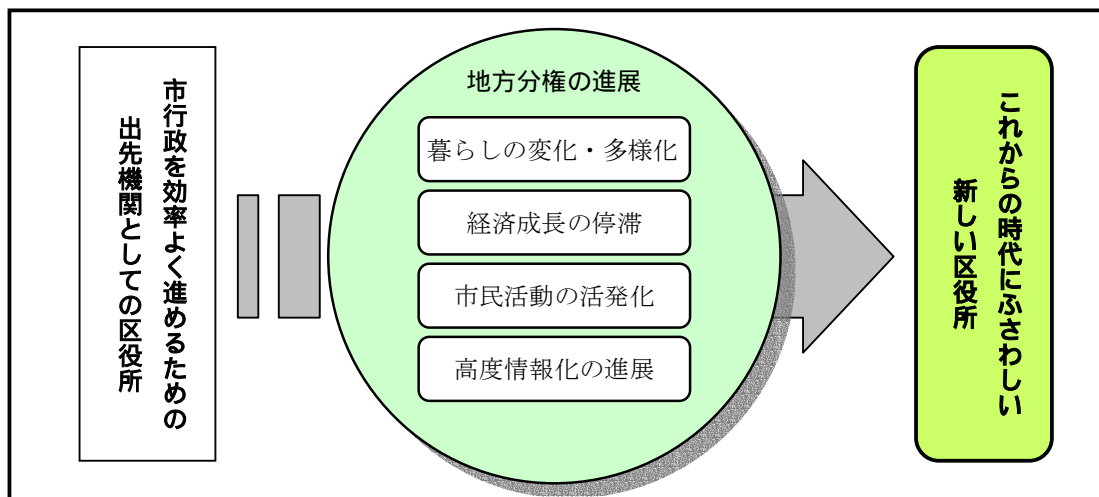 市行政を効率よく進めるための
出先機関としての区役所
地方分権の進展
暮らしの変化・多様化
経済成長の停滞
市民活動の活発化
高度情報化の進展
これからの時代にふさわしい
新しい区役所